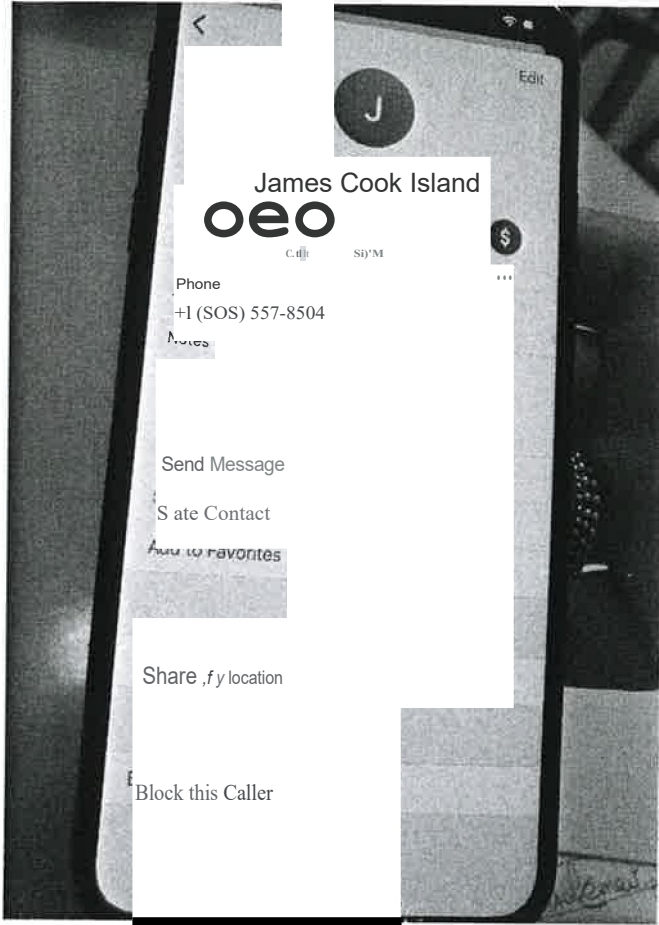 Edit
J
James Cook Island
oeo
$
Phone
+l (SOS) 557-8504
Notes
Send Message
S ate Contact
Add to Favorites
Share ,f y location
Block this Caller